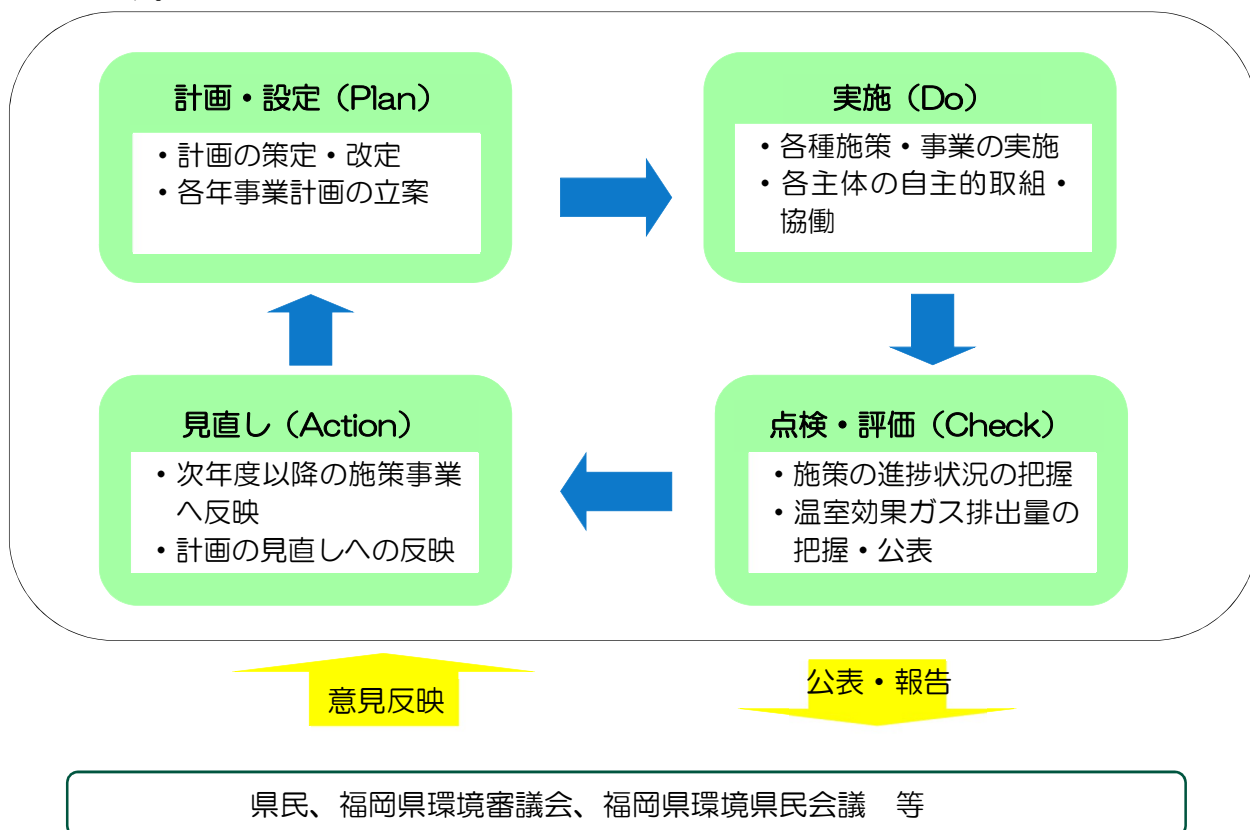 計画・設定（Plan）
・計画の策定・改定
・各年事業計画の立案
実施（Do）
・各種施策・事業の実施
・各主体の自主的取組・
協働
見直し（Action）
・次年度以降の施策事業
へ反映
・計画の見直しへの反映
点検・評価（Check）
・施策の進捗状況の把握
・温室効果ガス排出量の
把握・公表
意見反映
公表・報告
県民、福岡県環境審議会、福岡県環境県民会議　等